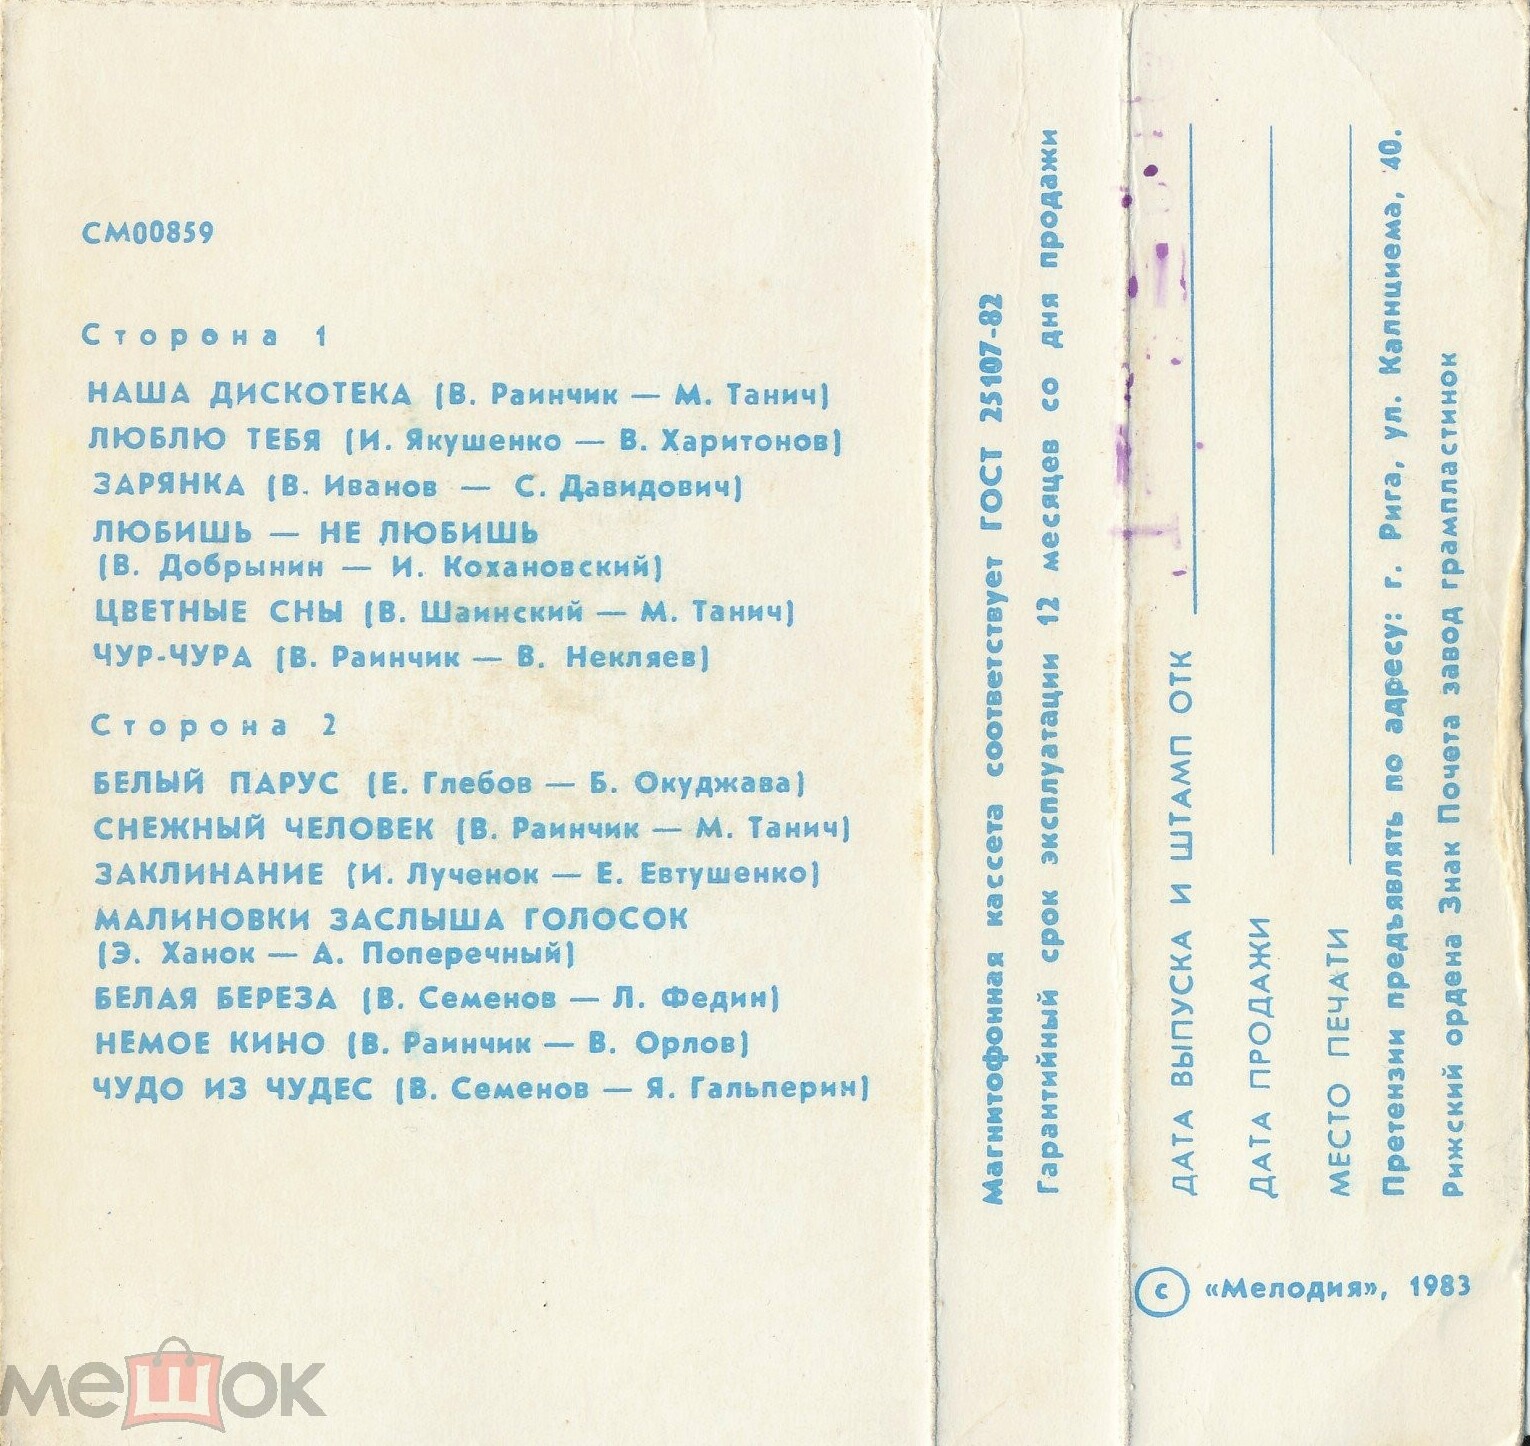 СМ00859
Сторона 1
НАША ДИСКОТЕКА (В. Раинчик — М. Танич)
ЛЮБЛЮ ТЕБЯ (И. Якушенко — В. Харитонов)
ЗАРЯНКА (В. Иванов — С. Давидович)
ЛЮБИШЬ — НЕ ЛЮБИШЬ
(В. Добрынин — И. Кохановский)
ЦВЕТНЫЕ СНЫ (В. Шаинский — М. Танич)
ЧУР-ЧУРА (В. Раинчик — В. Некляев)
Сторона 2
БЕЛЫЙ ПАРУС (Е. Глебов — Б. Окуджава)
СНЕЖНЫЙ ЧЕЛОВЕК (В. Раинчик — М. Танич)
ЗАКЛИНАНИЕ (И. Лученок — Е. Евтушенко)
МАЛИНОВКИ ЗАСЛЫША ГОЛОСОК
(Э. Ханок — А. Поперечный)
БЕЛАЯ БЕРЕЗА (В. Семенов — Л. Федин)
НЕМОЕ КИНО (В. Раинчик — В. Орлов)
ЧУДО ИЗ ЧУДЕС (В. Семенов — Я. Гальперин)
Магнитофонная кассета соответствует ГОСТ 25107-82
Гарантийный срок эксплуатации 12 месяцев со дня продажи
ДАТА ВЫПУСКА И ШТАМП ОТК
ДАТА ПРОДАЖИ
МЕСТО ПЕЧАТИ
Претензии предъявлять по адресу: г. Рига, ул. Калнциема, 40.
Рижский ордена Знак Почета завод грампластинок
© «Мелодия», 1983
мешок